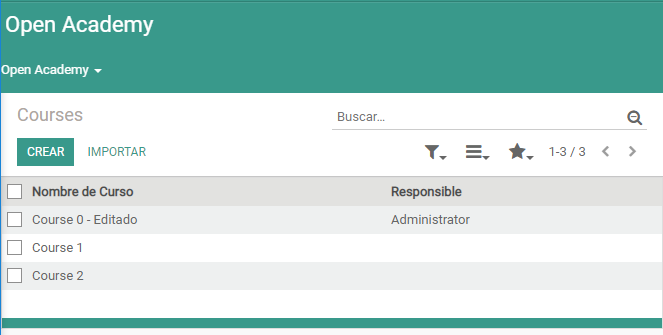 Open Academy
Open Academy
Courses
Buscar...
CREAR IMPORTAR 1-3 / 3
Nombre de Curso Responsible
Course 0 - Editado Administrator
Course 1
Course 2